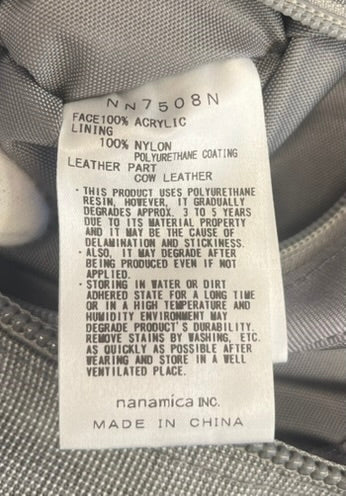 NN7508N
FACE100% ACRYLIC
LINING
100% NYLON
POLYURETHANE COATING
LEATHER PART
COW LEATHER
・THIS PRODUCT USES POLYURETHANE
RESIN, HOWEVER, IT GRADUALLY
DEGRADES APPROX. 3 TO 5 YEARS
DUE TO ITS MATERIAL PROPERTY
AND IT MAY BE THE CAUSE OF
DELAMINATION AND STICKINESS.
・ALSO, IT MAY DEGRADE AFTER
BEING PRODUCED EVEN IF NOT
APPLIED.
・STORING IN WATER OR DIRT
ADHERED STATE FOR A LONG TIME
OR IN A HIGH TEMPERATURE AND
HUMIDITY ENVIRONMENT MAY
DEGRADE PRODUCT'S DURABILITY.
REMOVE STAINS BY WASHING, ETC.
AS QUICKLY AS POSSIBLE AFTER
WEARING AND STORE IN A WELL
VENTILATED PLACE.
nanamica INC.
MADE IN CHINA